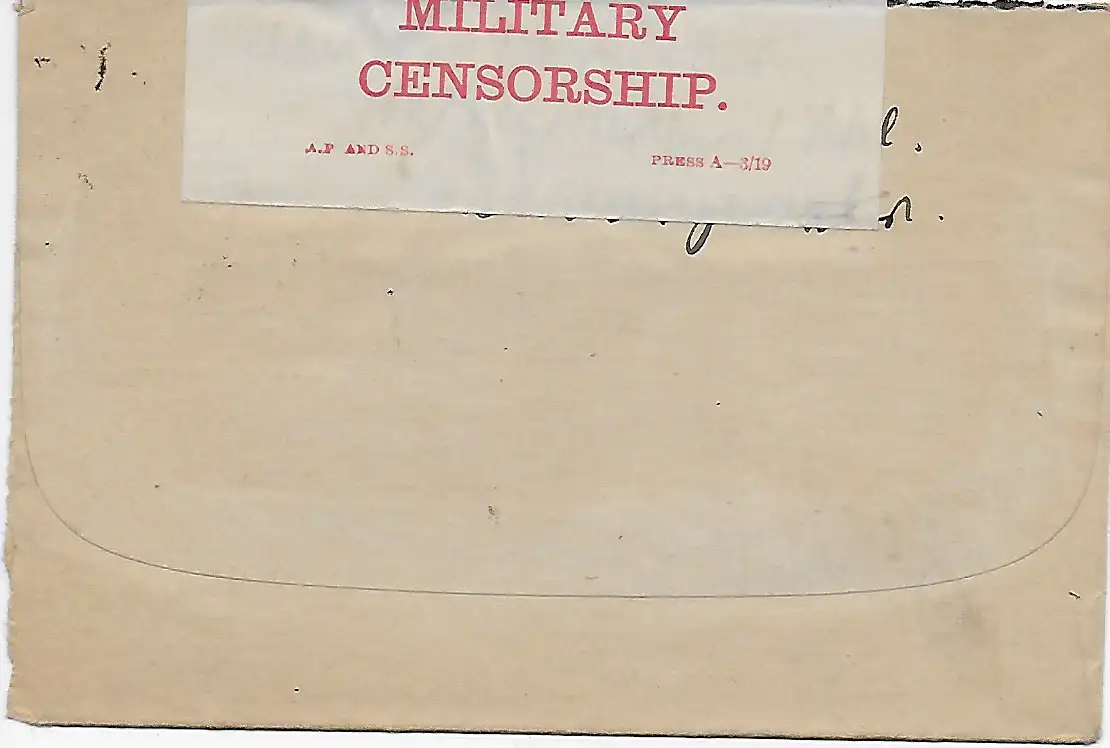 MILITARY
CENSORSHIP.
A.P AND S.S.
PRESS A—3/19